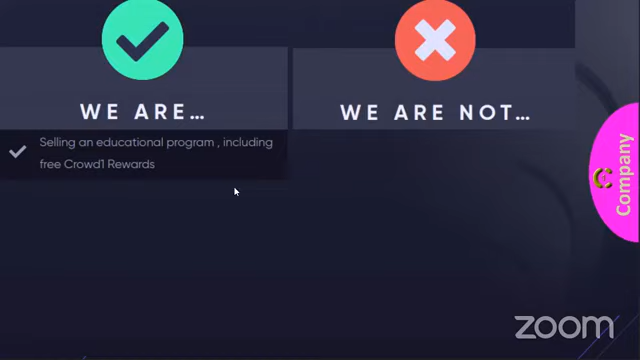 WE ARE...
WE ARE NOT...
Selling an educational program , including
free Crowd1 Rewards
Company
zoom